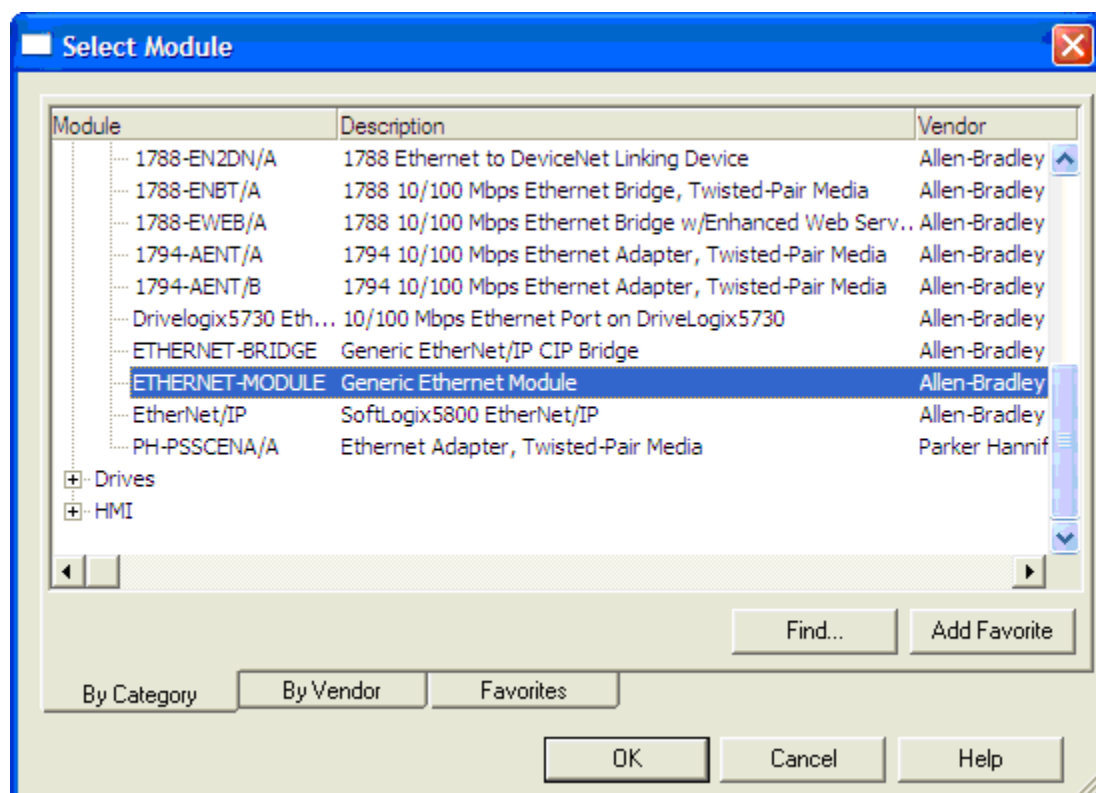 Select Module
Module Description Vendor
1788-EN2DN/A 1788 Ethernet to DeviceNet Linking Device Allen-Bradley
1788-ENBT/A 1788 10/100 Mbps Ethernet Bridge, Twisted-Pair Media Allen-Bradley
1788-EWEB/A 1788 10/100 Mbps Ethernet Bridge w/Enhanced Web Serv... Allen-Bradley
1794-AENT/A 1794 10/100 Mbps Ethernet Adapter, Twisted-Pair Media Allen-Bradley
1794-AENT/B 1794 10/100 Mbps Ethernet Adapter, Twisted-Pair Media Allen-Bradley
Drivelogix5730 Eth... 10/100 Mbps Ethernet Port on DriveLogix5730 Allen-Bradley
ETHERNET-BRIDGE Generic EtherNet/IP CIP Bridge Allen-Bradley
ETHERNET-MODULE Generic Ethernet Module Allen-Bradley
EtherNet/IP SoftLogix5800 EtherNet/IP Allen-Bradley
PH-PSSCENA/A Ethernet Adapter, Twisted-Pair Media Parker Hannif
Drives
HMI
Find... Add Favorite
By Category By Vendor Favorites
OK Cancel Help